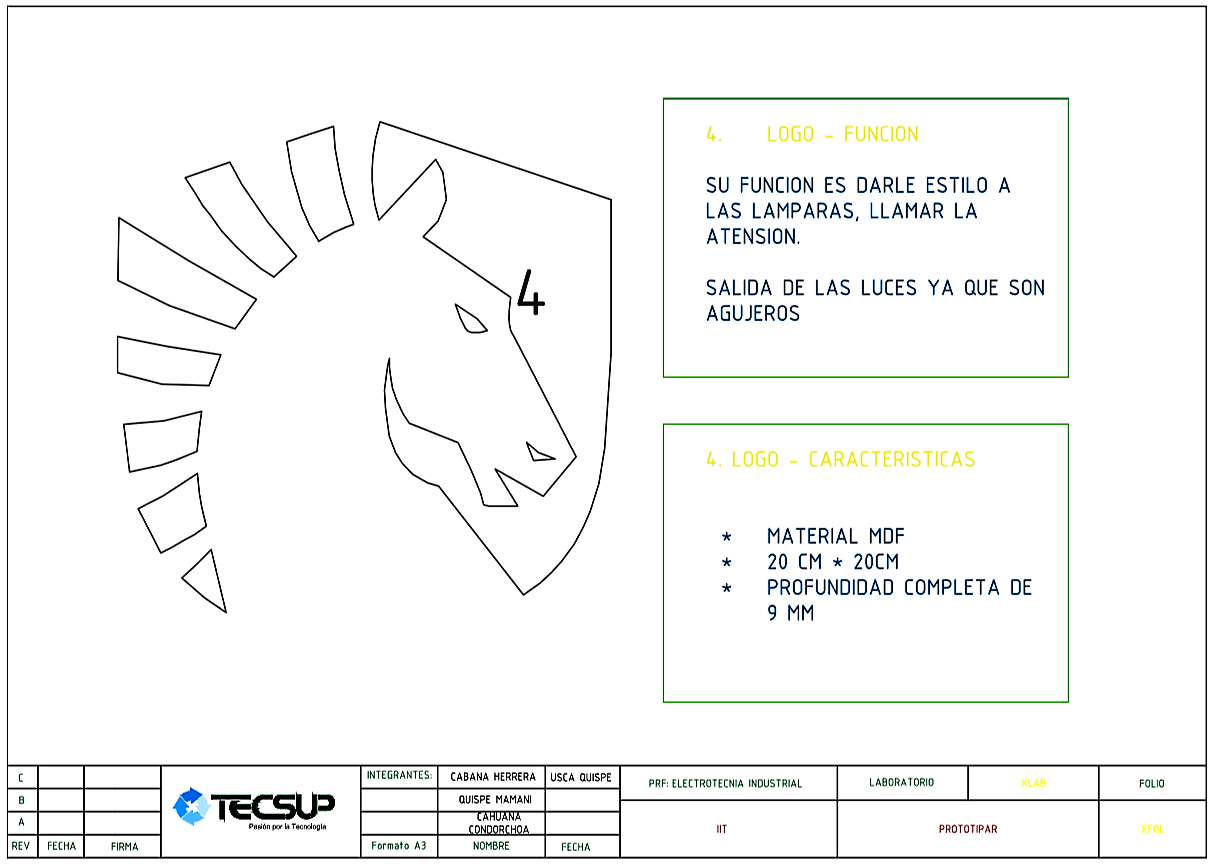 4. LOGO - FUNCION
SU FUNCION ES DARLE ESTILO A
LAS LAMPARAS, LLAMAR LA
ATENSION.
SALIDA DE LAS LUCES YA QUE SON
AGUJEROS
4
4. LOGO - CARACTERISTICAS
* MATERIAL MDF
* 20 CM * 20CM
* PROFUNDIDAD COMPLETA DE
9 MM
C
B
A
REV FECHA FIRMA
TECSUP
Pasión por la Tecnología
INTEGRANTES: CABANA HERRERA USCA QUISPE
QUISPE MAMANI
CAHUANA
CONDORCHOA
Formato A3 NOMBRE FECHA
PRF: ELECTROTECNIA INDUSTRIAL
LABORATORIO XLAB FOLIO
IIT PROTOTIPAR XFOL